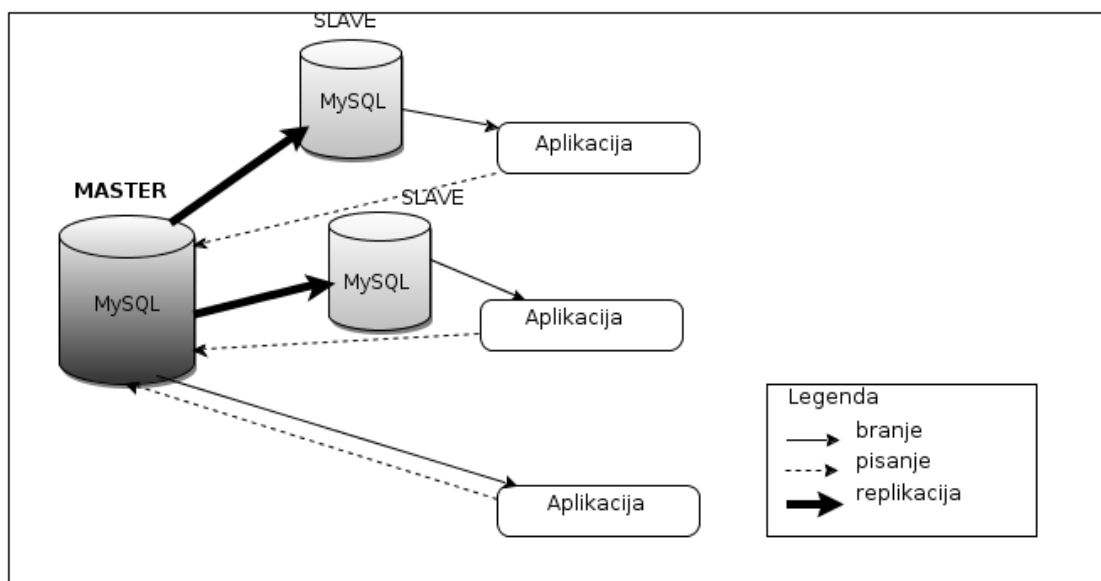 SLAVE
MySQL
Aplikacija
MASTER
SLAVE
MySQL
MySQL
Aplikacija
Legenda
branje
pisanje
replikacija
Aplikacija